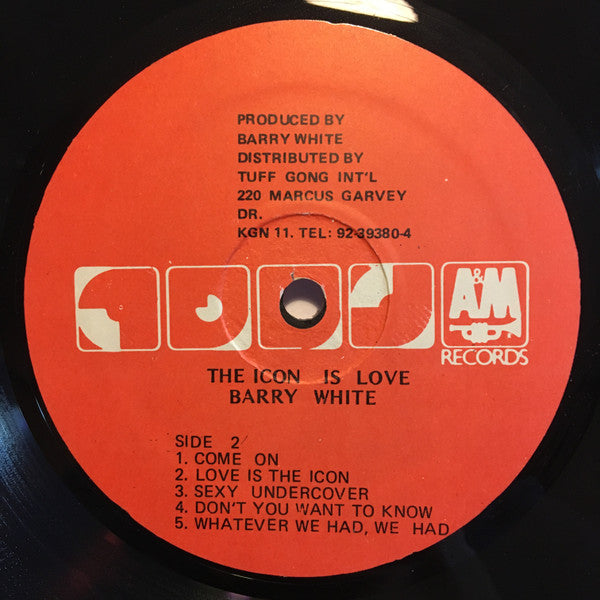 PRODUCED BY
BARRY WHITE
DISTRIBUTED BY
TUFF GONG INT'L
220 MARCUS GARVEY
DR.
KGN 11. TEL: 92-39380-4
A&M
RECORDS
THE ICON IS LOVE
BARRY WHITE
SIDE 2
1. COME ON
2. LOVE IS THE ICON
3. SEXY UNDERCOVER
4. DON'T YOU WANT TO KNOW
5. WHATEVER WE HAD, WE HAD